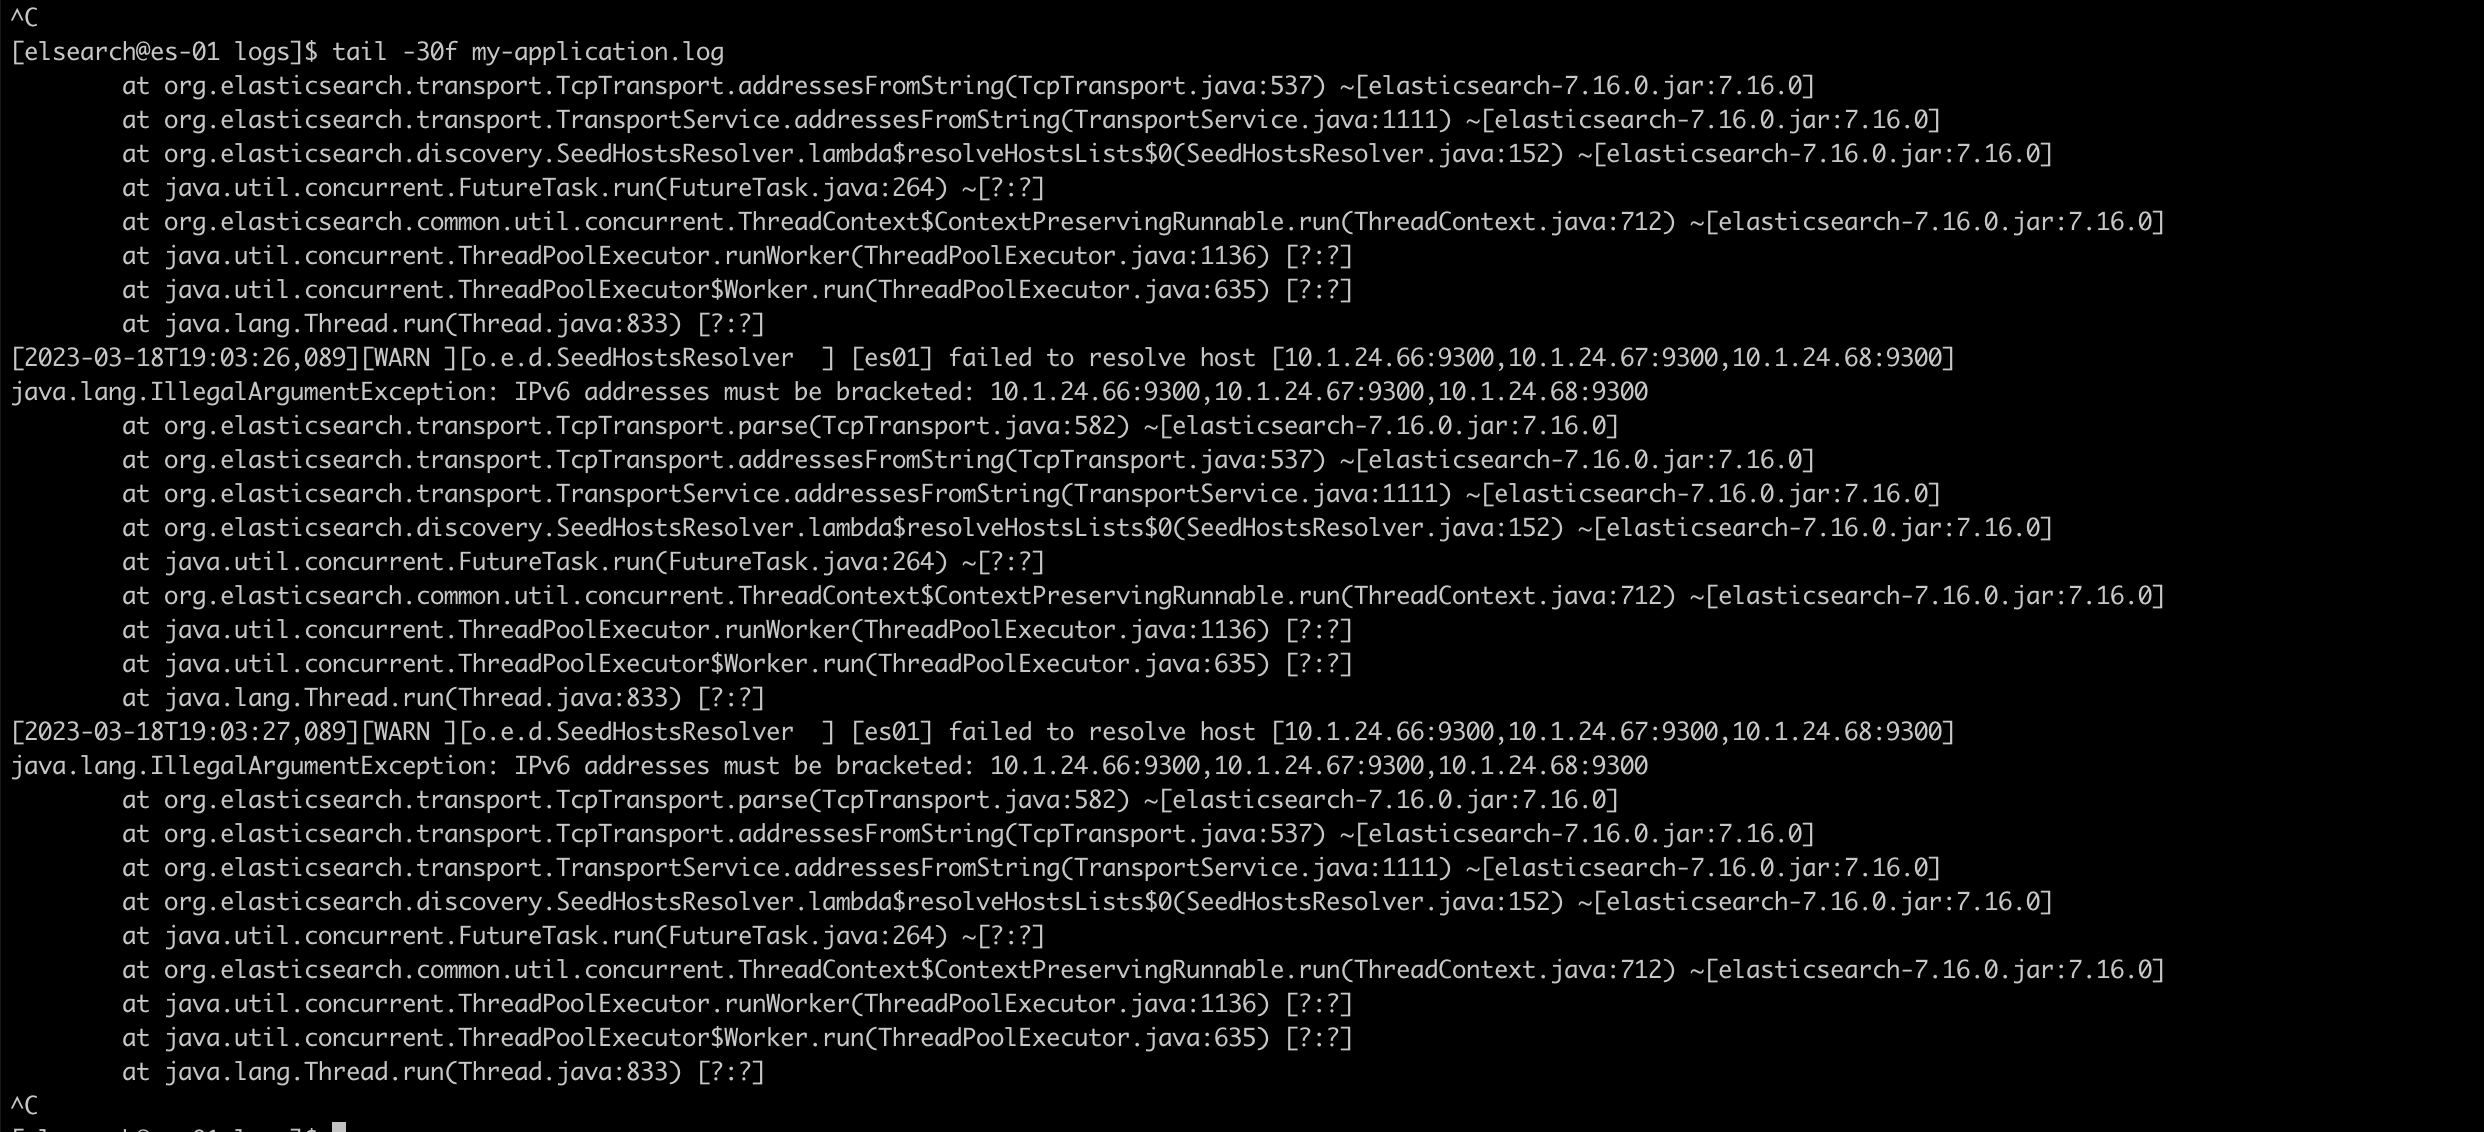 ^C
[elsearch@es-01 logs]$ tail -30f my-application.log
        at org.elasticsearch.transport.TcpTransport.addressesFromString(TcpTransport.java:537) ~[elasticsearch-7.16.0.jar:7.16.0]
        at org.elasticsearch.transport.TransportService.addressesFromString(TransportService.java:1111) ~[elasticsearch-7.16.0.jar:7.16.0]
        at org.elasticsearch.discovery.SeedHostsResolver.lambda$resolveHostsLists$0(SeedHostsResolver.java:152) ~[elasticsearch-7.16.0.jar:7.16.0]
        at java.util.concurrent.FutureTask.run(FutureTask.java:264) ~[?:?]
        at org.elasticsearch.common.util.concurrent.ThreadContext$ContextPreservingRunnable.run(ThreadContext.java:712) ~[elasticsearch-7.16.0.jar:7.16.0]
        at java.util.concurrent.ThreadPoolExecutor.runWorker(ThreadPoolExecutor.java:1136) [?:?]
        at java.util.concurrent.ThreadPoolExecutor$Worker.run(ThreadPoolExecutor.java:635) [?:?]
        at java.lang.Thread.run(Thread.java:833) [?:?]
[2023-03-18T19:03:26,089][WARN ][o.e.d.SeedHostsResolver  ] [es01] failed to resolve host [10.1.24.66:9300,10.1.24.67:9300,10.1.24.68:9300]
java.lang.IllegalArgumentException: IPv6 addresses must be bracketed: 10.1.24.66:9300,10.1.24.67:9300,10.1.24.68:9300
        at org.elasticsearch.transport.TcpTransport.parse(TcpTransport.java:582) ~[elasticsearch-7.16.0.jar:7.16.0]
        at org.elasticsearch.transport.TcpTransport.addressesFromString(TcpTransport.java:537) ~[elasticsearch-7.16.0.jar:7.16.0]
        at org.elasticsearch.transport.TransportService.addressesFromString(TransportService.java:1111) ~[elasticsearch-7.16.0.jar:7.16.0]
        at org.elasticsearch.discovery.SeedHostsResolver.lambda$resolveHostsLists$0(SeedHostsResolver.java:152) ~[elasticsearch-7.16.0.jar:7.16.0]
        at java.util.concurrent.FutureTask.run(FutureTask.java:264) ~[?:?]
        at org.elasticsearch.common.util.concurrent.ThreadContext$ContextPreservingRunnable.run(ThreadContext.java:712) ~[elasticsearch-7.16.0.jar:7.16.0]
        at java.util.concurrent.ThreadPoolExecutor.runWorker(ThreadPoolExecutor.java:1136) [?:?]
        at java.util.concurrent.ThreadPoolExecutor$Worker.run(ThreadPoolExecutor.java:635) [?:?]
        at java.lang.Thread.run(Thread.java:833) [?:?]
[2023-03-18T19:03:27,089][WARN ][o.e.d.SeedHostsResolver  ] [es01] failed to resolve host [10.1.24.66:9300,10.1.24.67:9300,10.1.24.68:9300]
java.lang.IllegalArgumentException: IPv6 addresses must be bracketed: 10.1.24.66:9300,10.1.24.67:9300,10.1.24.68:9300
        at org.elasticsearch.transport.TcpTransport.parse(TcpTransport.java:582) ~[elasticsearch-7.16.0.jar:7.16.0]
        at org.elasticsearch.transport.TcpTransport.addressesFromString(TcpTransport.java:537) ~[elasticsearch-7.16.0.jar:7.16.0]
        at org.elasticsearch.transport.TransportService.addressesFromString(TransportService.java:1111) ~[elasticsearch-7.16.0.jar:7.16.0]
        at org.elasticsearch.discovery.SeedHostsResolver.lambda$resolveHostsLists$0(SeedHostsResolver.java:152) ~[elasticsearch-7.16.0.jar:7.16.0]
        at java.util.concurrent.FutureTask.run(FutureTask.java:264) ~[?:?]
        at org.elasticsearch.common.util.concurrent.ThreadContext$ContextPreservingRunnable.run(ThreadContext.java:712) ~[elasticsearch-7.16.0.jar:7.16.0]
        at java.util.concurrent.ThreadPoolExecutor.runWorker(ThreadPoolExecutor.java:1136) [?:?]
        at java.util.concurrent.ThreadPoolExecutor$Worker.run(ThreadPoolExecutor.java:635) [?:?]
        at java.lang.Thread.run(Thread.java:833) [?:?]
^C